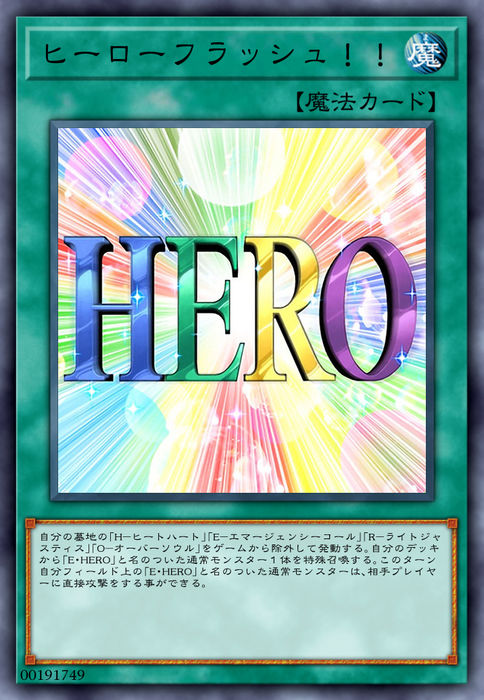 ヒーローフラッシュ！！
魔
【魔法カード】
HERO
自分の墓地の「H－ヒートハート」「E－エマージェンシーコール」「R－ライトジャ
スティス」「O－オーバーソウル」をゲームから除外して発動する。自分のデッキ
から「E・HERO」と名のついた通常モンスター１体を特殊召喚する。このターン
自分フィールド上の「E・HERO」と名のついた通常モンスターは、相手プレイヤ
ーに直接攻撃をする事ができる。
00191749